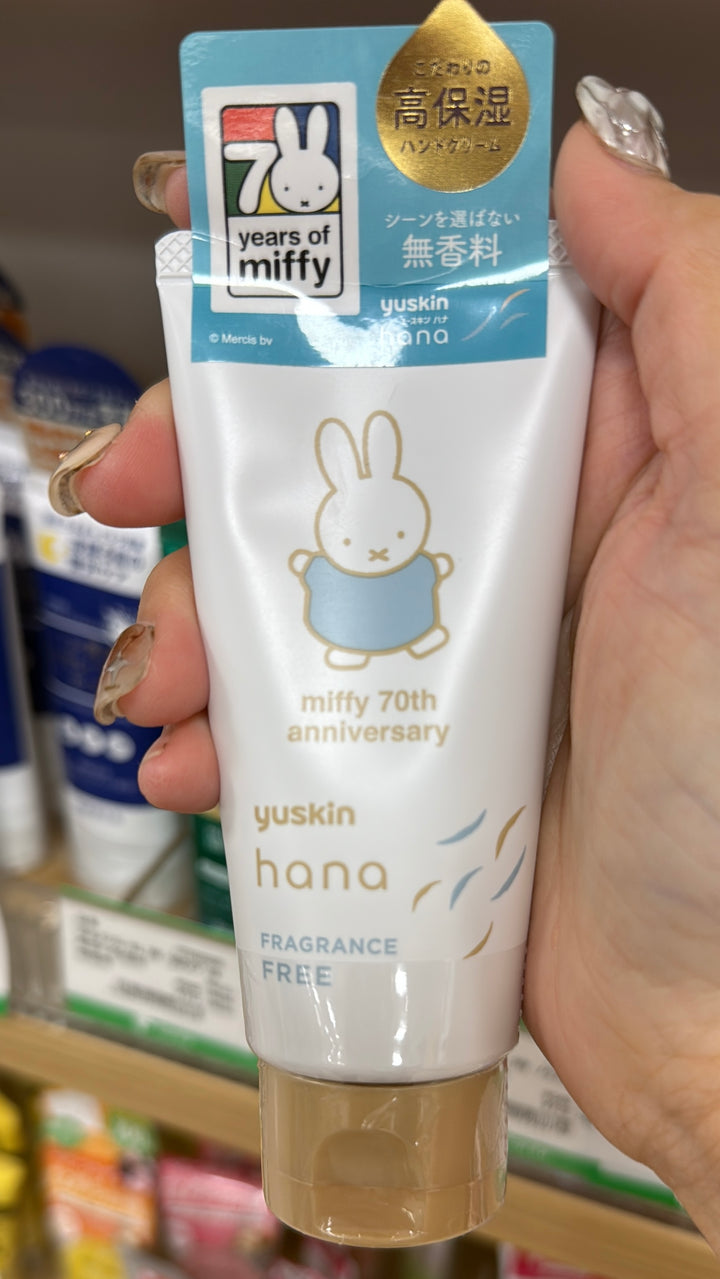 こだわりの
高保湿
ハンドクリーム
70
years of
miffy
シーンを選ばない
無香料
yuskin
ユースキン ハナ
hana
© Mercis bv
miffy 70th
anniversary
yuskin
hana
FRAGRANCE
FREE